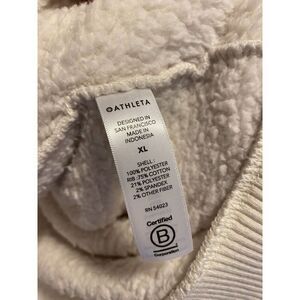 ATHLETA
DESIGNED IN
SAN FRANCISCO
MADE IN
INDONESIA
XL
SHELL:
100% POLYESTER
RIB :75% COTTON
21% POLYESTER
2% SPANDEX
2% OTHER FIBER
RN 54023
Certified
B
Corporation